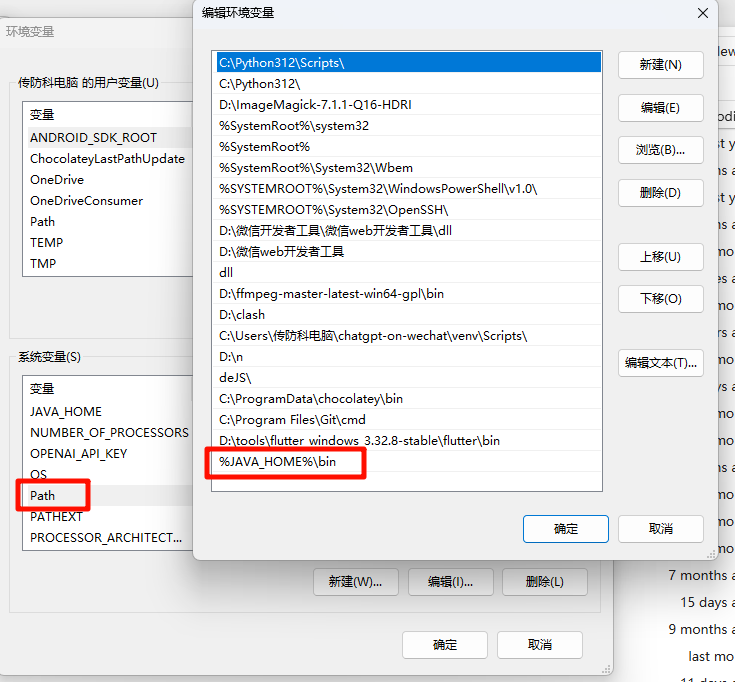 编辑环境变量
环境变量
传防科电脑 的用户变量(U)
变量
ANDROID_SDK_ROOT
ChocolateyLastPathUpdate
OneDrive
OneDriveConsumer
Path
TEMP
TMP
系统变量(S)
变量
JAVA_HOME
NUMBER_OF_PROCESSORS
OPENAI_API_KEY
OS
Path
PATHEXT
PROCESSOR_ARCHITECT...
C:\Python312\Scripts\
C:\Python312\
D:\ImageMagick-7.1.1-Q16-HDRI
%SystemRoot%\system32
%SystemRoot%
%SystemRoot%\System32\Wbem
%SYSTEMROOT%\System32\WindowsPowerShell\v1.0\
%SYSTEMROOT%\System32\OpenSSH\
D:\微信开发者工具\微信web开发者工具\dll
D:\微信web开发者工具
dll
D:\ffmpeg-master-latest-win64-gpl\bin
D:\clash
C:\Users\传防科电脑\chatgpt-on-wechat\venv\Scripts\
D:\n
deJS\
C:\ProgramData\chocolatey\bin
C:\Program Files\Git\cmd
D:\tools\flutter_windows_3.32.8-stable\flutter\bin
%JAVA_HOME%\bin
新建(N)
编辑(E)
浏览(B)...
删除(D)
上移(U)
下移(O)
编辑文本(T)...
确定
取消
新建(W)...
编辑(I)...
删除(L)
确定
取消
7 months a
15 days a
9 months a
last mo